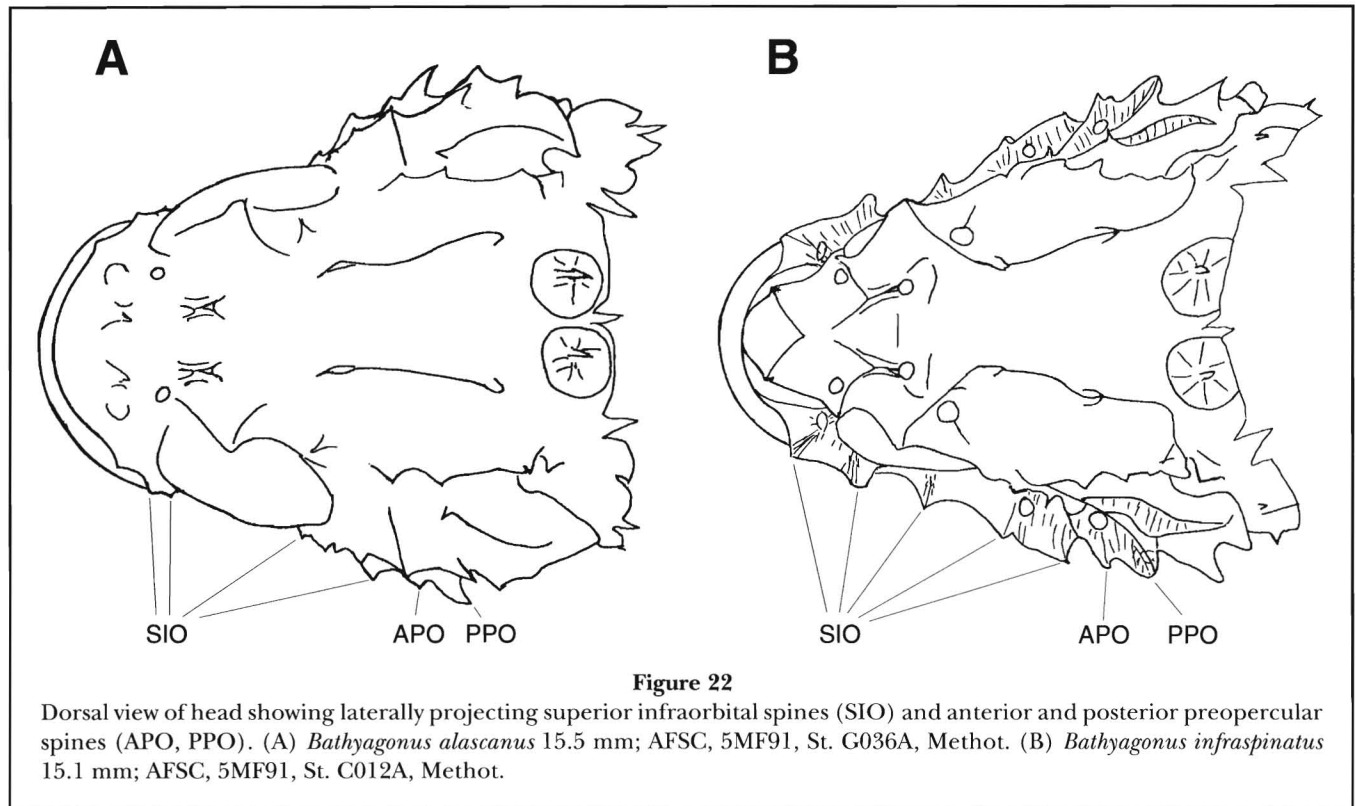 A
B
SIO
APO PPO
SIO
APO
PPO
Figure 22
Dorsal view of head showing laterally projecting superior infraorbital spines (SIO) and anterior and posterior preopercular
spines (APO, PPO). (A) Bathyagonus alascanus 15.5 mm; AFSC, 5MF91, St. G036A, Methot. (B) Bathyagonus infraspinatus
15.1 mm; AFSC, 5MF91, St. C012A, Methot.